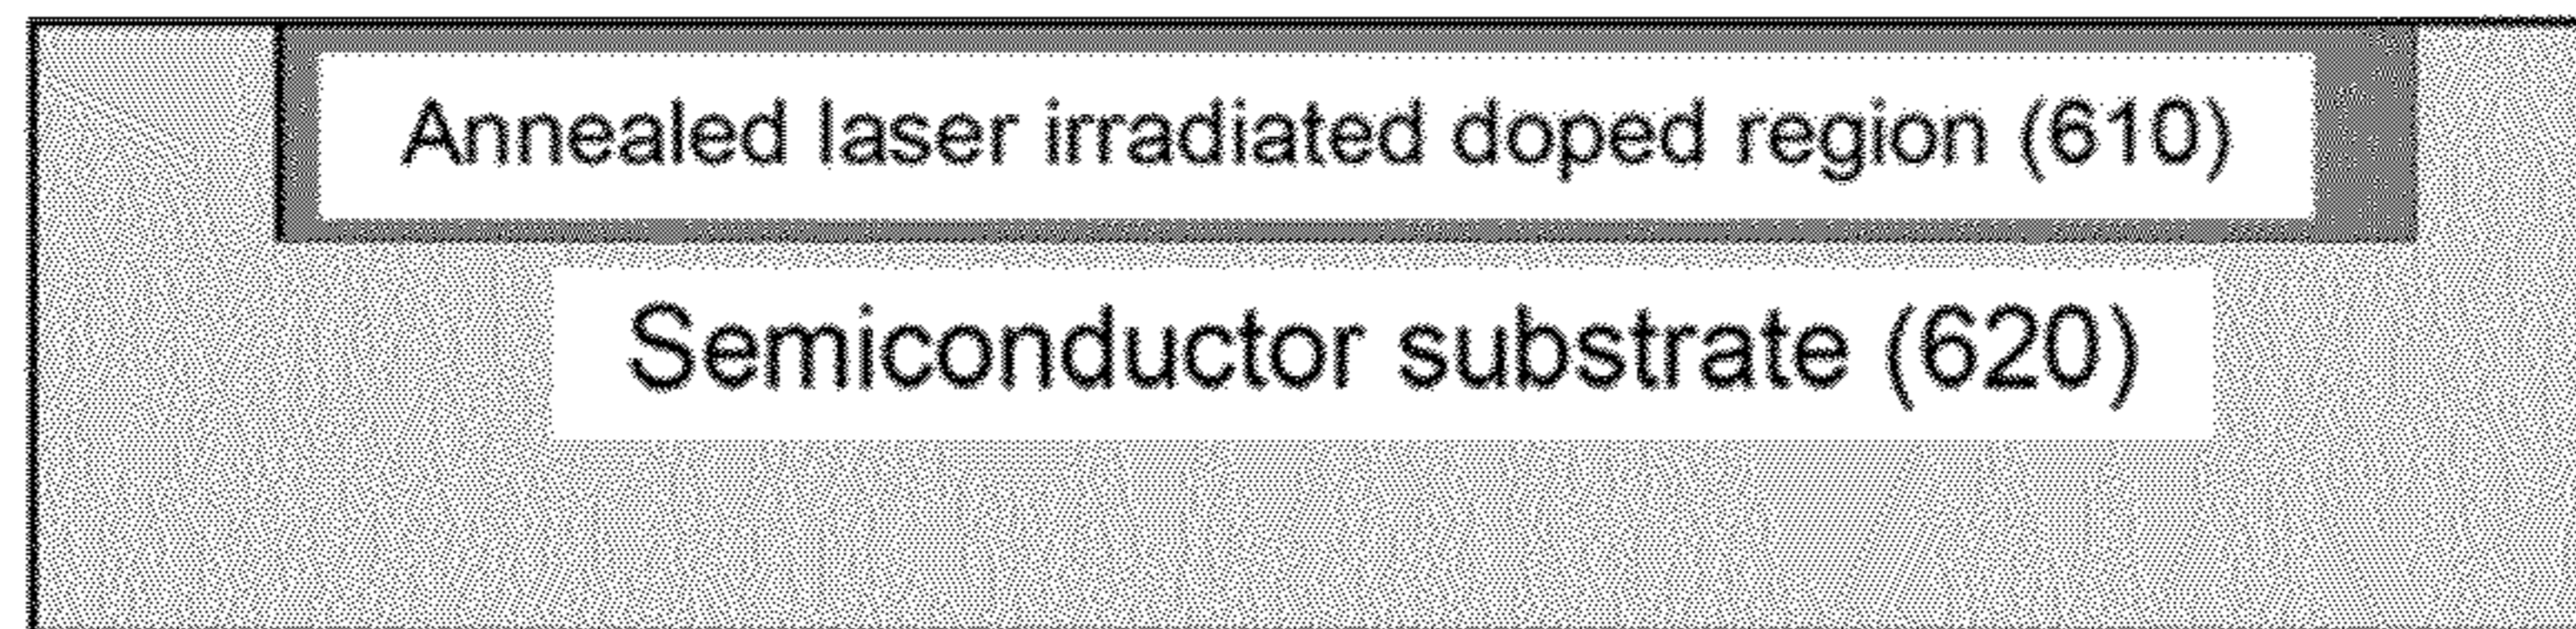 Annealed laser irradiated doped region (610)
Semiconductor substrate (620)